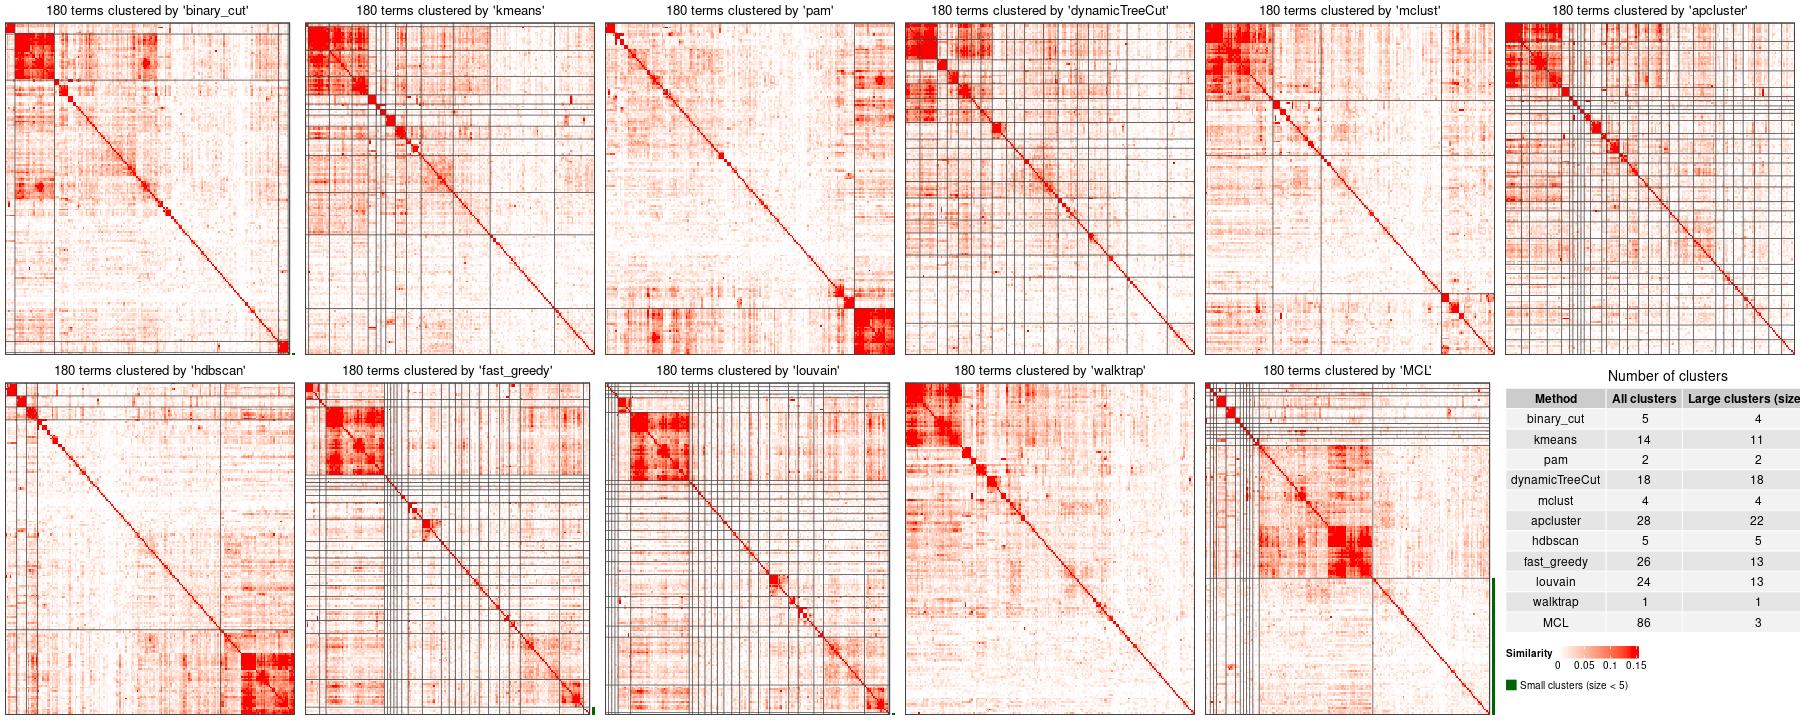 180 terms clustered by 'binary_cut'
180 terms clustered by 'kmeans'
180 terms clustered by 'pam'
180 terms clustered by 'dynamicTreeCut'
180 terms clustered by 'mclust'
180 terms clustered by 'apcluster'
180 terms clustered by 'hdbscan'
180 terms clustered by 'fast_greedy'
180 terms clustered by 'louvain'
180 terms clustered by 'walktrap'
180 terms clustered by 'MCL'
Number of clusters
Method All clusters Large clusters (size
binary_cut 5 4
kmeans 14 11
pam 2 2
dynamicTreeCut 18 18
mclust 4 4
apcluster 28 22
hdbscan 5 5
fast_greedy 26 13
louvain 24 13
walktrap 1 1
MCL 86 3
Similarity
0 0.05 0.1 0.15
Small clusters (size < 5)